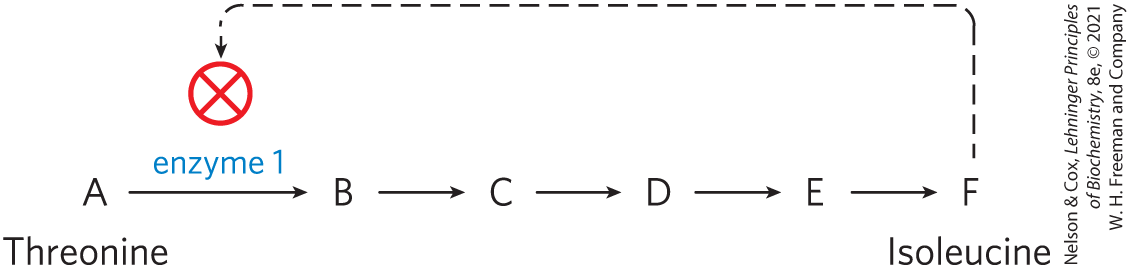 enzyme 1
A B C D E F
Threonine Isoleucine
Nelson & Cox, Lehninger Principles
of Biochemistry, 8e, © 2021
W. H. Freeman and Company